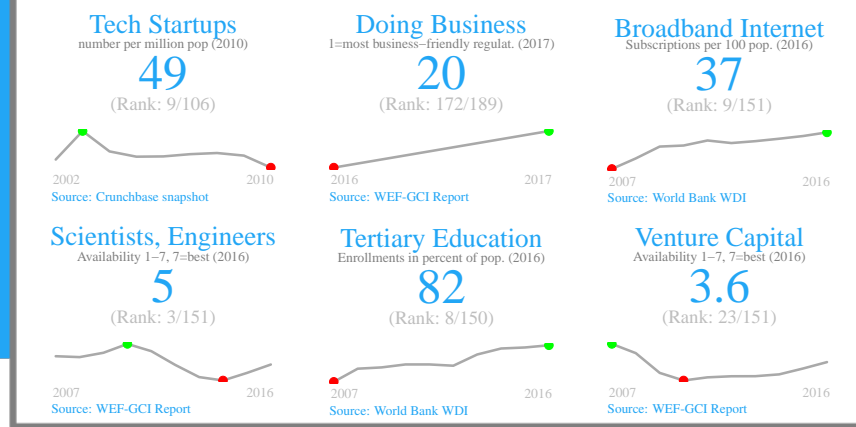 Tech Startups
number per million pop (2010)
49
(Rank: 9/106)
2002 2010
Source: Crunchbase snapshot
Doing Business
1=most business−friendly regulat. (2017)
20
(Rank: 172/189)
2016 2017
Source: WEF-GCI Report
Broadband Internet
Subscriptions per 100 pop. (2016)
37
(Rank: 9/151)
2007 2016
Source: World Bank WDI
Scientists, Engineers
Availability 1−7, 7=best (2016)
5
(Rank: 3/151)
2007 2016
Source: WEF-GCI Report
Tertiary Education
Enrollments in percent of pop. (2016)
82
(Rank: 8/150)
2007 2016
Source: World Bank WDI
Venture Capital
Availability 1−7, 7=best (2016)
3.6
(Rank: 23/151)
2007 2016
Source: WEF-GCI Report